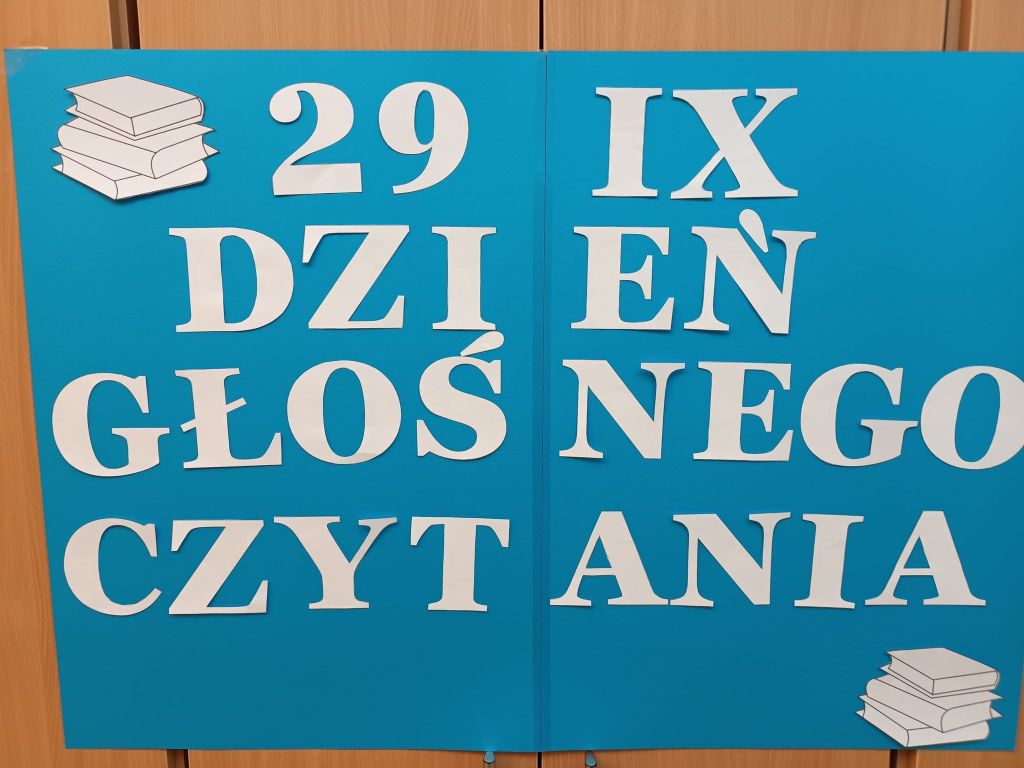 29 IX
DZIEŃ
GŁOŚNEGO
CZYTANIA